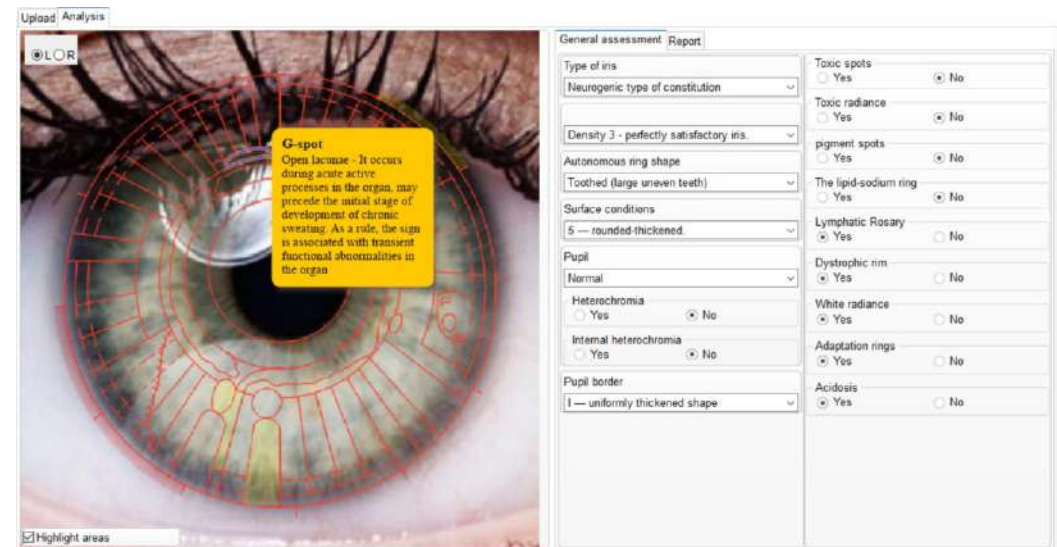 Upload Analysis
L R
G-spot
Open lacunae - It occurs
during acute active
processes in the organ, may
precede the initial stage of
development of chronic
sweating. As a rule, the sign
is associated with transient
functional abnormalities in
the organ
Highlight areas
General assessment Report
Type of iris
Neurogenic type of constitution
Density 3 - perfectly satisfactory iris.
Autonomous ring shape
Toothed (large uneven teeth)
Surface conditions
5 — rounded-thickened.
Pupil
Normal
Heterochromia
Yes No
Internal heterochromia
Yes No
Pupil border
I — uniformly thickened shape
Toxic spots
Yes No
Toxic radiance
Yes No
pigment spots
Yes No
The lipid-sodium ring
Yes No
Lymphatic Rosary
Yes No
Dystrophic rim
Yes No
White radiance
Yes No
Adaptation rings
Yes No
Acidosis
Yes No